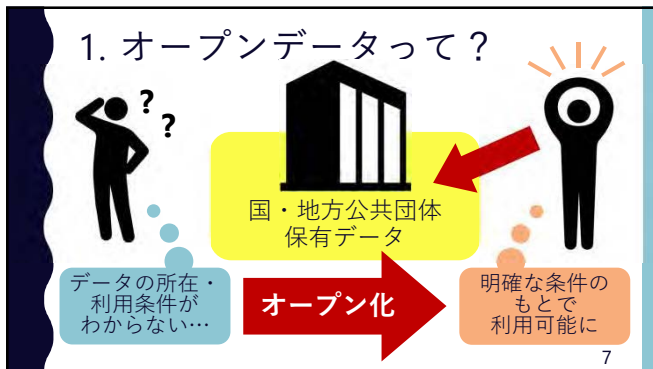 1. オープンデータって？
?
?
国・地方公共団体
保有データ
データの所在・
利用条件が
わからない…
オープン化
明確な条件の
もとで
利用可能に
7